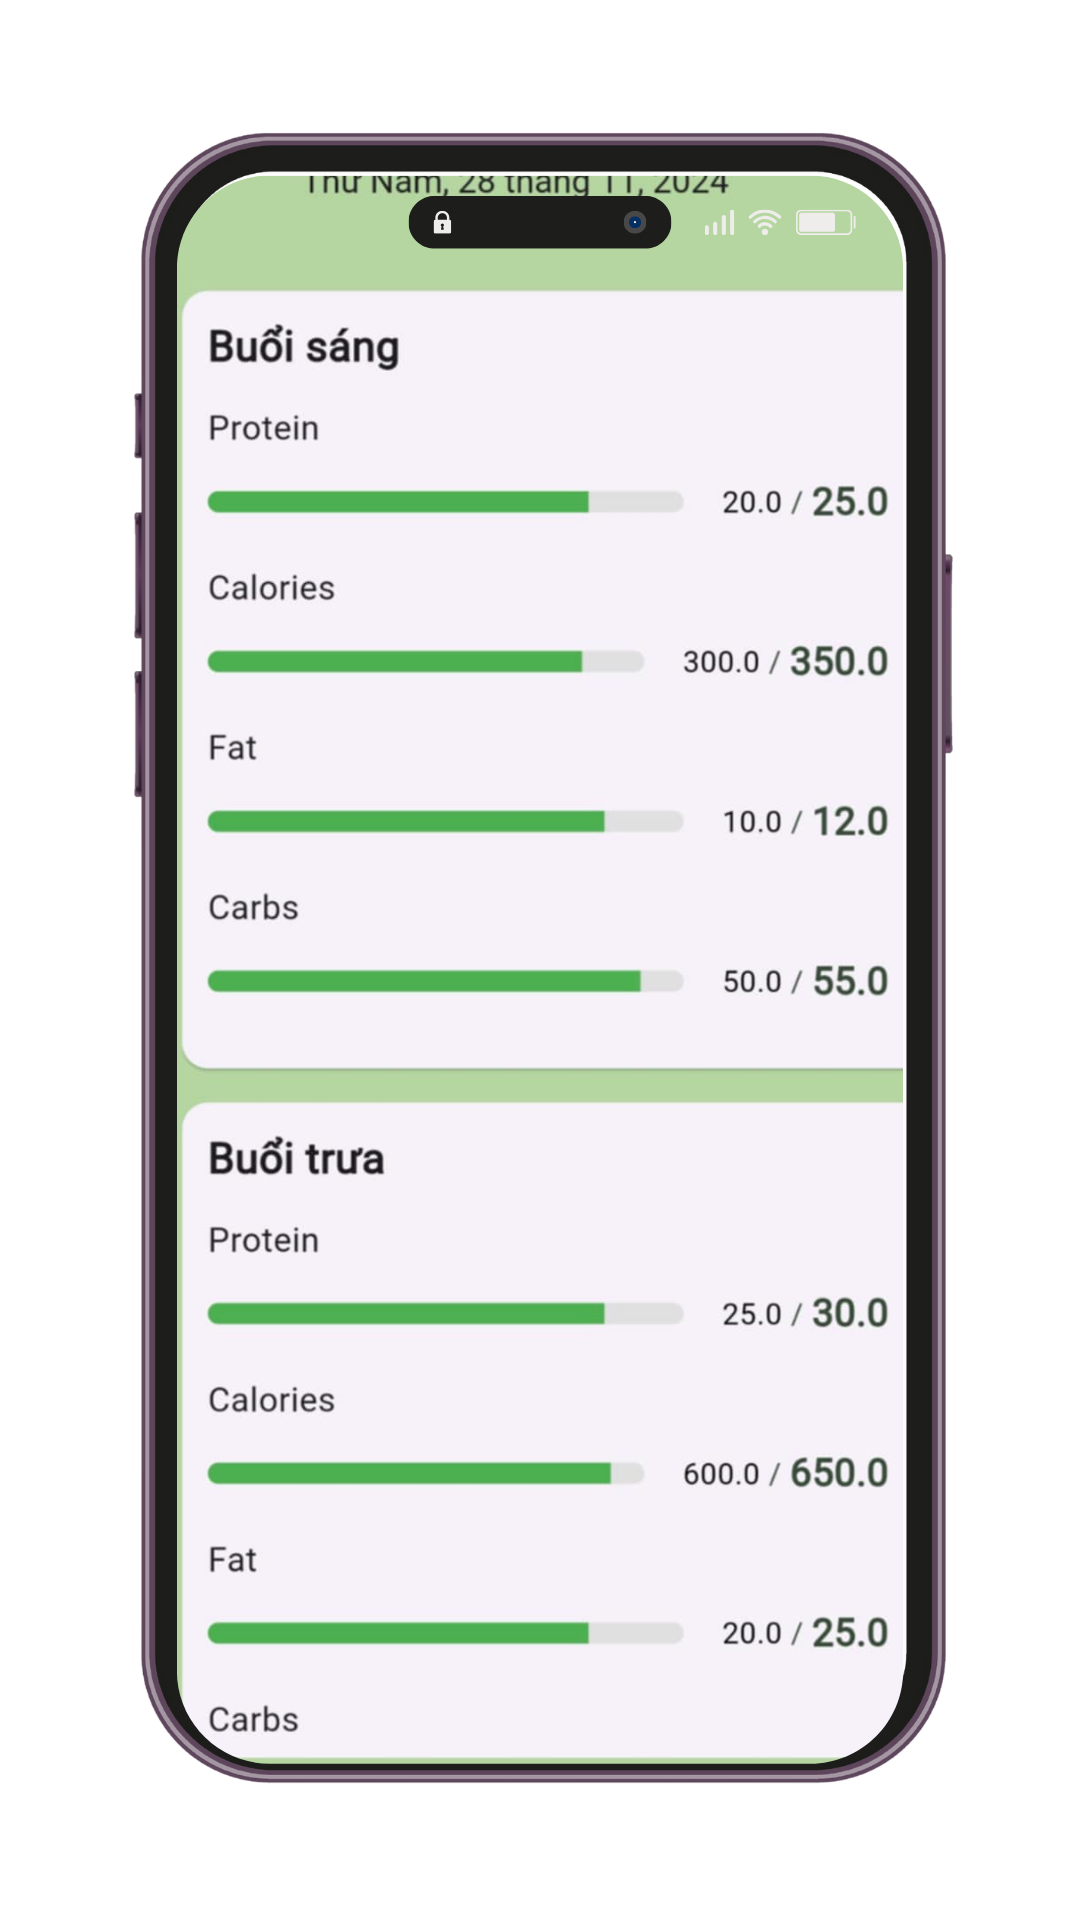 Thứ Năm, 28 tháng 11, 2024
Buổi sáng
Protein
20.0 / 25.0
Calories
300.0 / 350.0
Fat
10.0 / 12.0
Carbs
50.0 / 55.0
Buổi trưa
Protein
25.0 / 30.0
Calories
600.0 / 650.0
Fat
20.0 / 25.0
Carbs